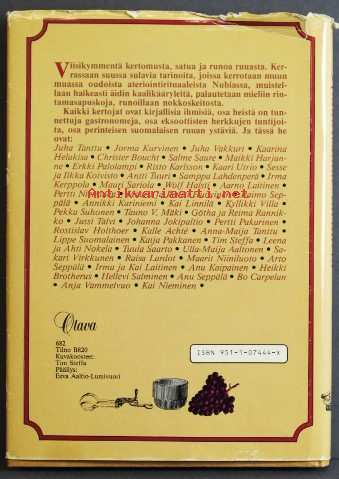 Viisikymmentä kertomusta, satua ja runoa ruuasta. Ker-
rassaan suussa sulavia tarinoita, joissa kerrotaan muun
muassa oudoista ateriointirituaaleista Nubiassa, muistel-
laan haikeasti äidin kaalikääryleitä, palautetaan mieliin rin-
tamasapuskoja, runoillaan nokkoskeitosta.
Kaikki kertojat ovat kirjallisia ihmisiä, osa heistä on tun-
nettuja gastronomeja, osa eksoottisten herkkujen tuntijoi-
ta, osa perinteisen suomalaisen ruuan ystäviä. Ja tässä he
ovat:
Juha Tanttu • Jorma Kurvinen • Juha Vakkuri • Kaarina
Helakisa • Christer Boucht • Salme Saure • Maikki Harjan-
ne • Erkki Palolampi • Risto Karlsson • Kaari Utrio • Sesse
ja Ilkka Koivisto • Antti Tuuri • Samppa Lahdenperä • Irma
Kerppola • Mauri Sariola • Wolf Haijti • Aarno Laitinen •
Pertti
antikvariaatti.net
Seppälä • Annikki Kariniemi • Kai Linnilä • Kyllikki Villa •
Pekka Suhonen • Tauno V. Mäki • Götha ja Reima Rannik-
ko • Jussi Talvi • Johanna Jokipaltio • Pertti Pakarinen •
Rostislav Holthoer • Kalle Achté • Anna-Maija Tanttu •
Lippe Suomalainen • Kaija Pakkanen • Tim Steffa • Leena
ja Ahti Nokela • Tuula Saarto • Ulla-Maija Aaltonen • Sa-
kari Virkkunen • Raisa Lardot • Maarit Niiniluoto • Arto
Seppälä • Irma ja Kai Laitinen • Anu Kaipainen • Heikki
Brotherus • Hellevi Salminen • Anu Seppälä • Bo Carpelan
• Anja Vammelvuo • Kai Nieminen •
Otava
682
Tilno B820
Kuvakooste:
Tim Steffa
Päällys:
Eeva Aaltio-Lumivuori
ISBN 951-1-07444-X